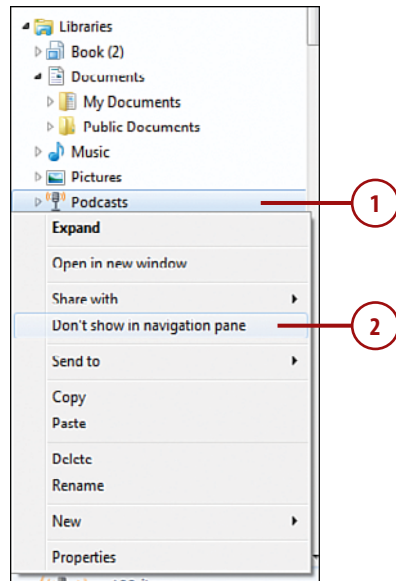 Libraries
Book (2)
Documents
My Documents
Public Documents
Music
Pictures
Podcasts
1
Expand
Open in new window
Share with
Don't show in navigation pane
2
Send to
Copy
Paste
Delete
Rename
New
Properties